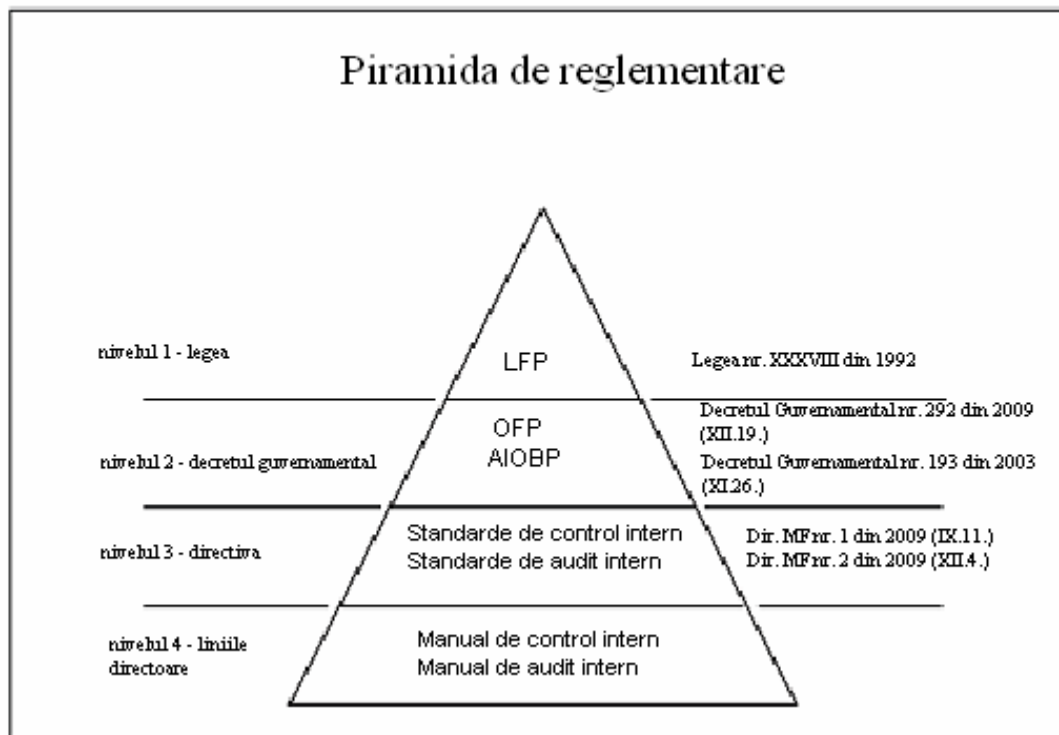 Piramida de reglementare
nivelul 1 - legea
LFP
Legea nr. XXXVIII din 1992
OFP
AIOBP
nivelul 2 - decretul guvernamental
Decretul Guvernamental nr. 292 din 2009
(XII.19.)
Decretul Guvernamental nr. 193 din 2003
(XI.26.)
nivelul 3 - directiva
Standarde de control intern
Standarde de audit intern
Dir. MF nr. 1 din 2009 (IX.11.)
Dir. MF nr. 2 din 2009 (XII.4.)
nivelul 4 - liniile
directoare
Manual de control intern
Manual de audit intern